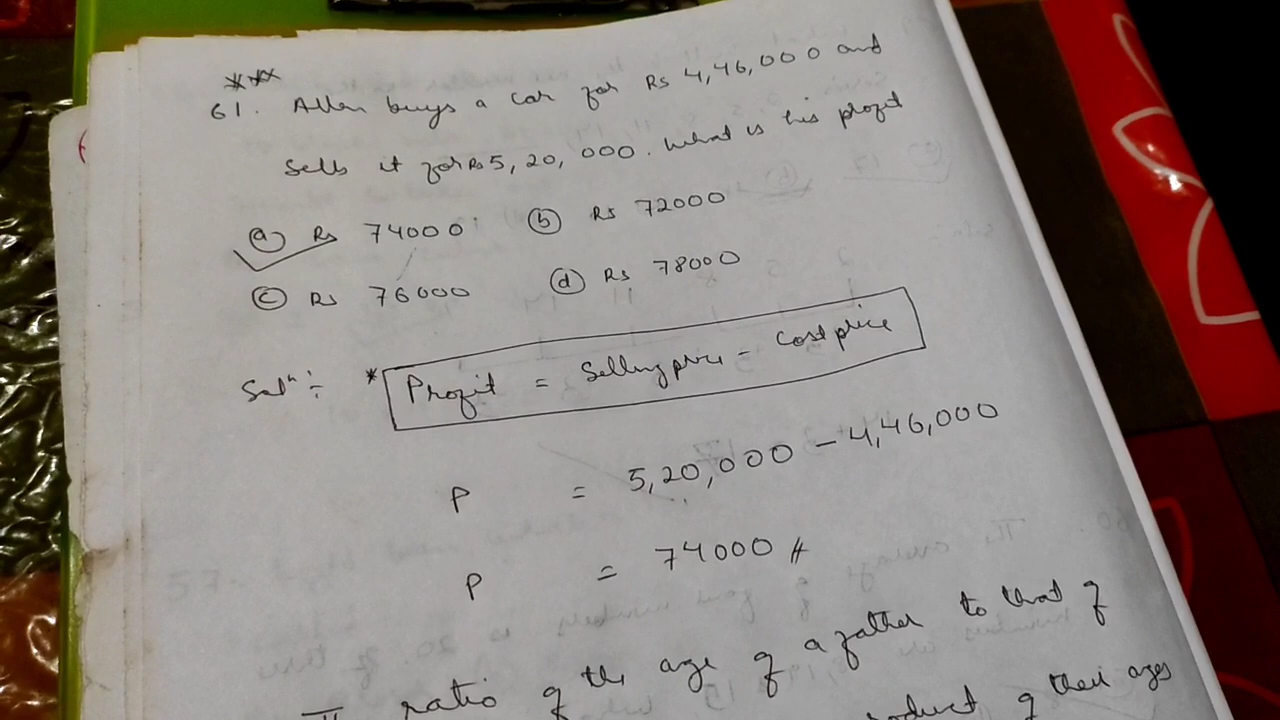 ***
61. Allen buys a car for Rs 4,46,000 and
sells it for Rs 5,20,000. What is his profit
(a) Rs 74000 (b) Rs 72000
(c) Rs 76000 (d) Rs 78000
Solⁿ :- * Profit = Selling price - Cost price
P = 5,20,000 - 4,46,000
P = 74000 //
ratio of the age of a father to that of
product of their ages